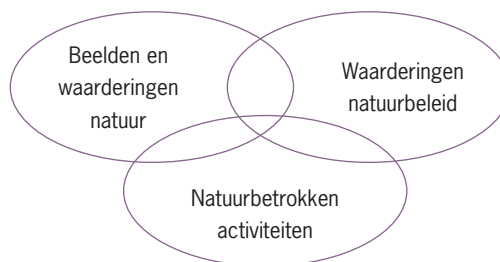 Beelden en
waarderingen
natuur
Waarderingen
natuurbeleid
Natuurbetrokken
activiteiten